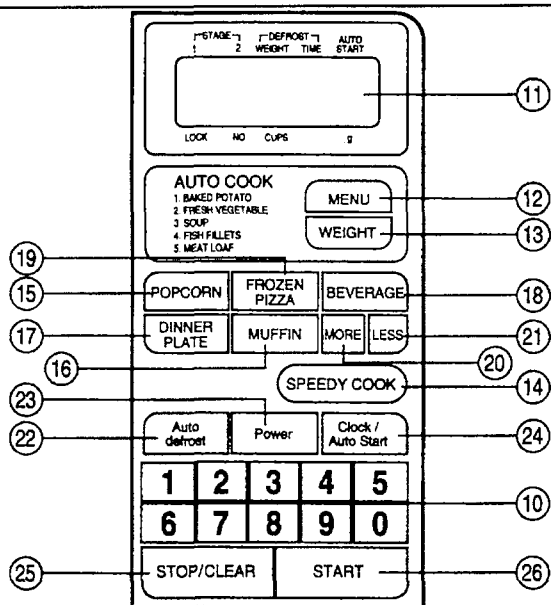 STAGE DEFROST AUTO
1 2 WEIGHT TIME START
11
LOCK NO CUPS g
AUTO COOK
1. BAKED POTATO
2. FRESH VEGETABLE
3 SOUP
4. FISH FILLETS
5. MEAT LOAF
MENU
12
WEIGHT
13
19
15
POPCORN
FROZEN
PIZZA
BEVERAGE
18
17
DINNER
PLATE
MUFFIN
MORE
LESS
21
16
20
SPEEDY COOK
14
23
22
Auto
defrost
Power
Clock /
Auto Start
24
1 2 3 4 5
10
6 7 8 9 0
25
STOP/CLEAR
START
26